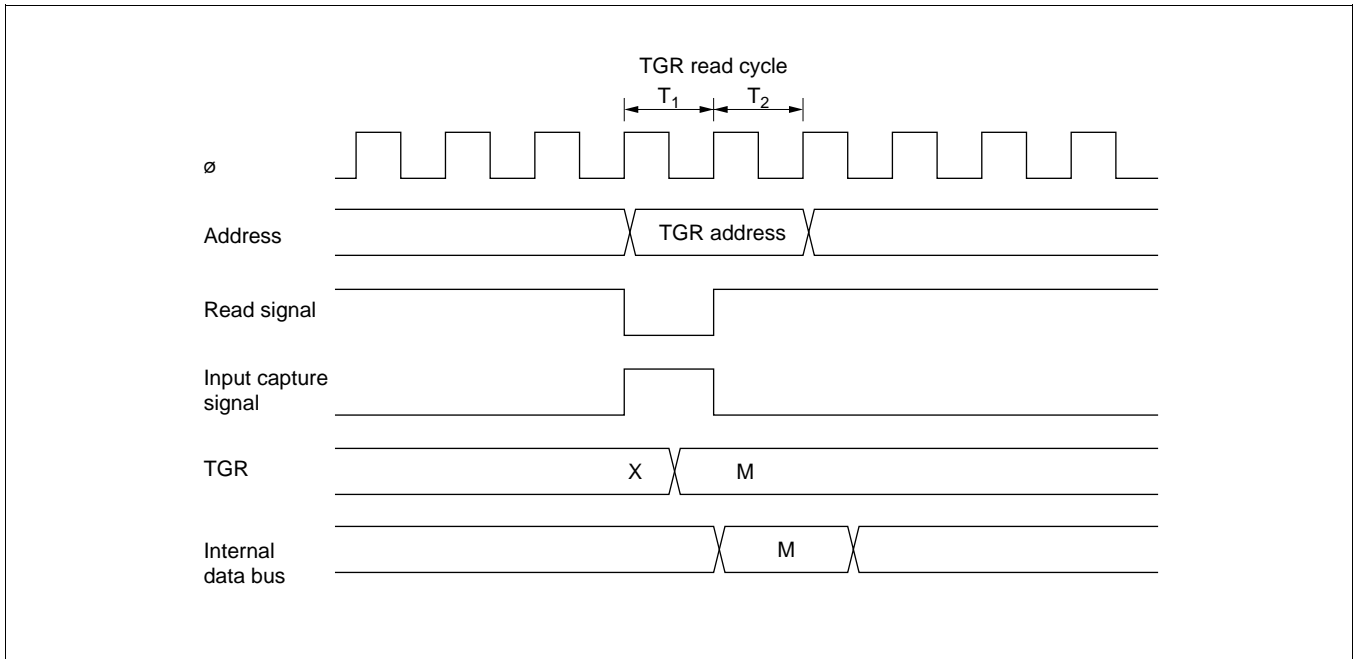 TGR read cycle
T1 T2
ø
Address
TGR address
Read signal
Input capture
signal
TGR
X
M
Internal
data bus
M